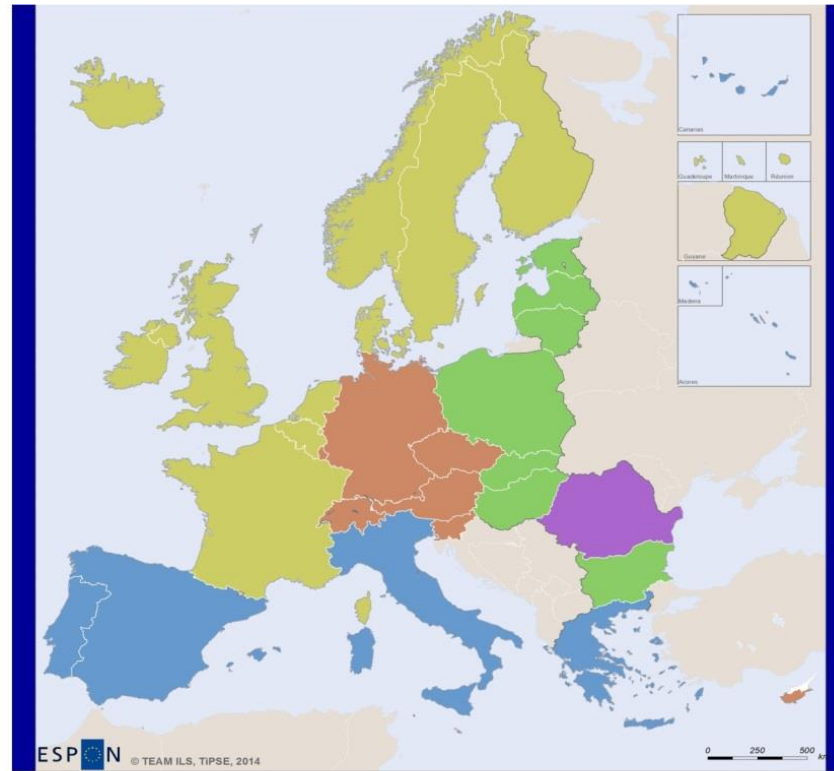 Canarias
Guadeloupe
Martinique
Réunion
Guyane
Madeira
Acores
ESPON
© TEAM ILS, TiPSE, 2014
0 250 500